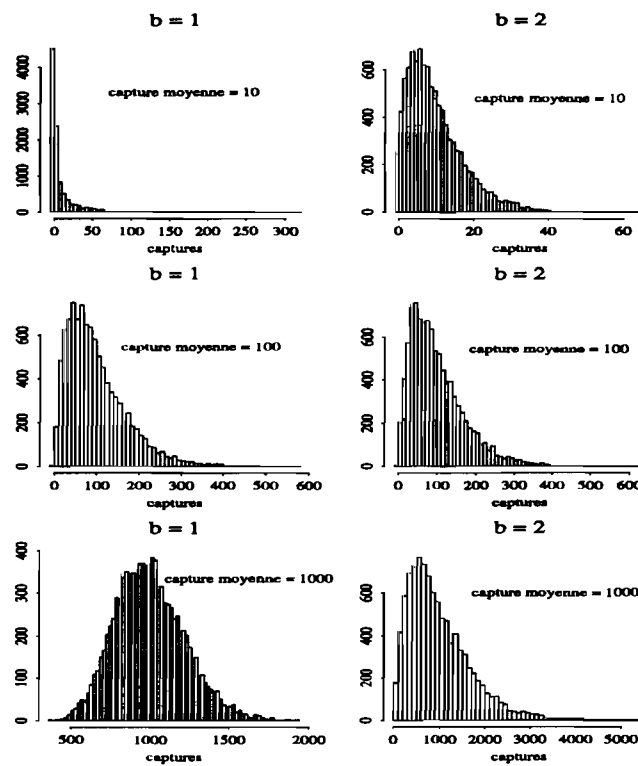 b = 1
4000
3000
2000
1000
0
capture moyenne = 10
0 50 100 150 200 250 300
captures
b = 2
600
400
200
0
capture moyenne = 10
0 20 40 60
captures
b = 1
600
400
200
0
capture moyenne = 100
0 100 200 300 400 500 600
captures
b = 2
600
400
200
0
capture moyenne = 100
0 100 200 300 400 500 600
captures
b = 1
400
300
200
100
0
capture moyenne = 1000
500 1000 1500 2000
captures
b = 2
600
400
200
0
capture moyenne = 1000
0 1000 2000 3000 4000 5000
captures